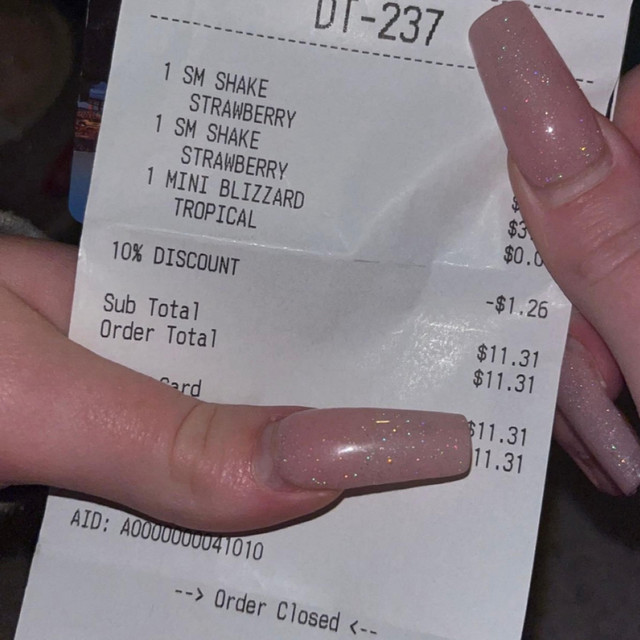 DT-237
1 SM SHAKE
STRAWBERRY
1 SM SHAKE
STRAWBERRY
1 MINI BLIZZARD
TROPICAL
10% DISCOUNT -$1.26
Sub Total $11.31
Order Total $11.31
$11.31
11.31
AID: A0000000041010
--> Order Closed <--